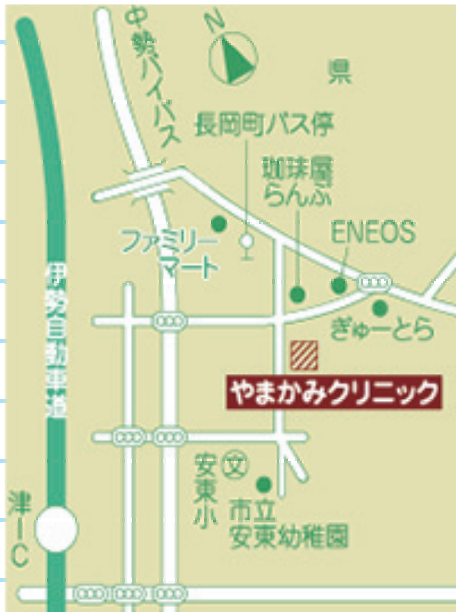 N
県
中勢バイパス
長岡町バス停
珈琲屋
らんぷ
ENEOS
ファミリー
マート
ぎゅーとら
伊勢自動車道
やまかみクリニック
安東小
文
市立
安東幼稚園
津IC